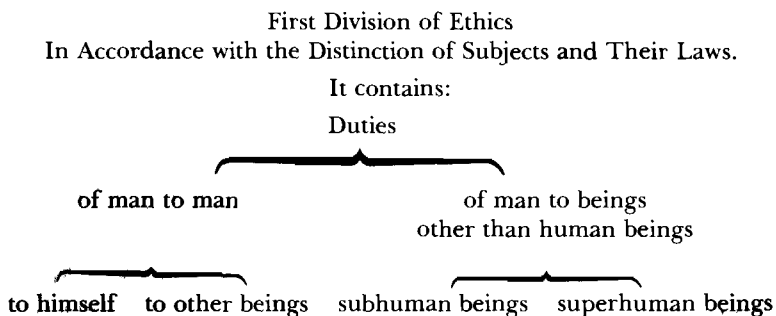 First Division of Ethics
In Accordance with the Distinction of Subjects and Their Laws.
It contains:
Duties
of man to man
of man to beings
other than human beings
to himself to other beings subhuman beings superhuman beings